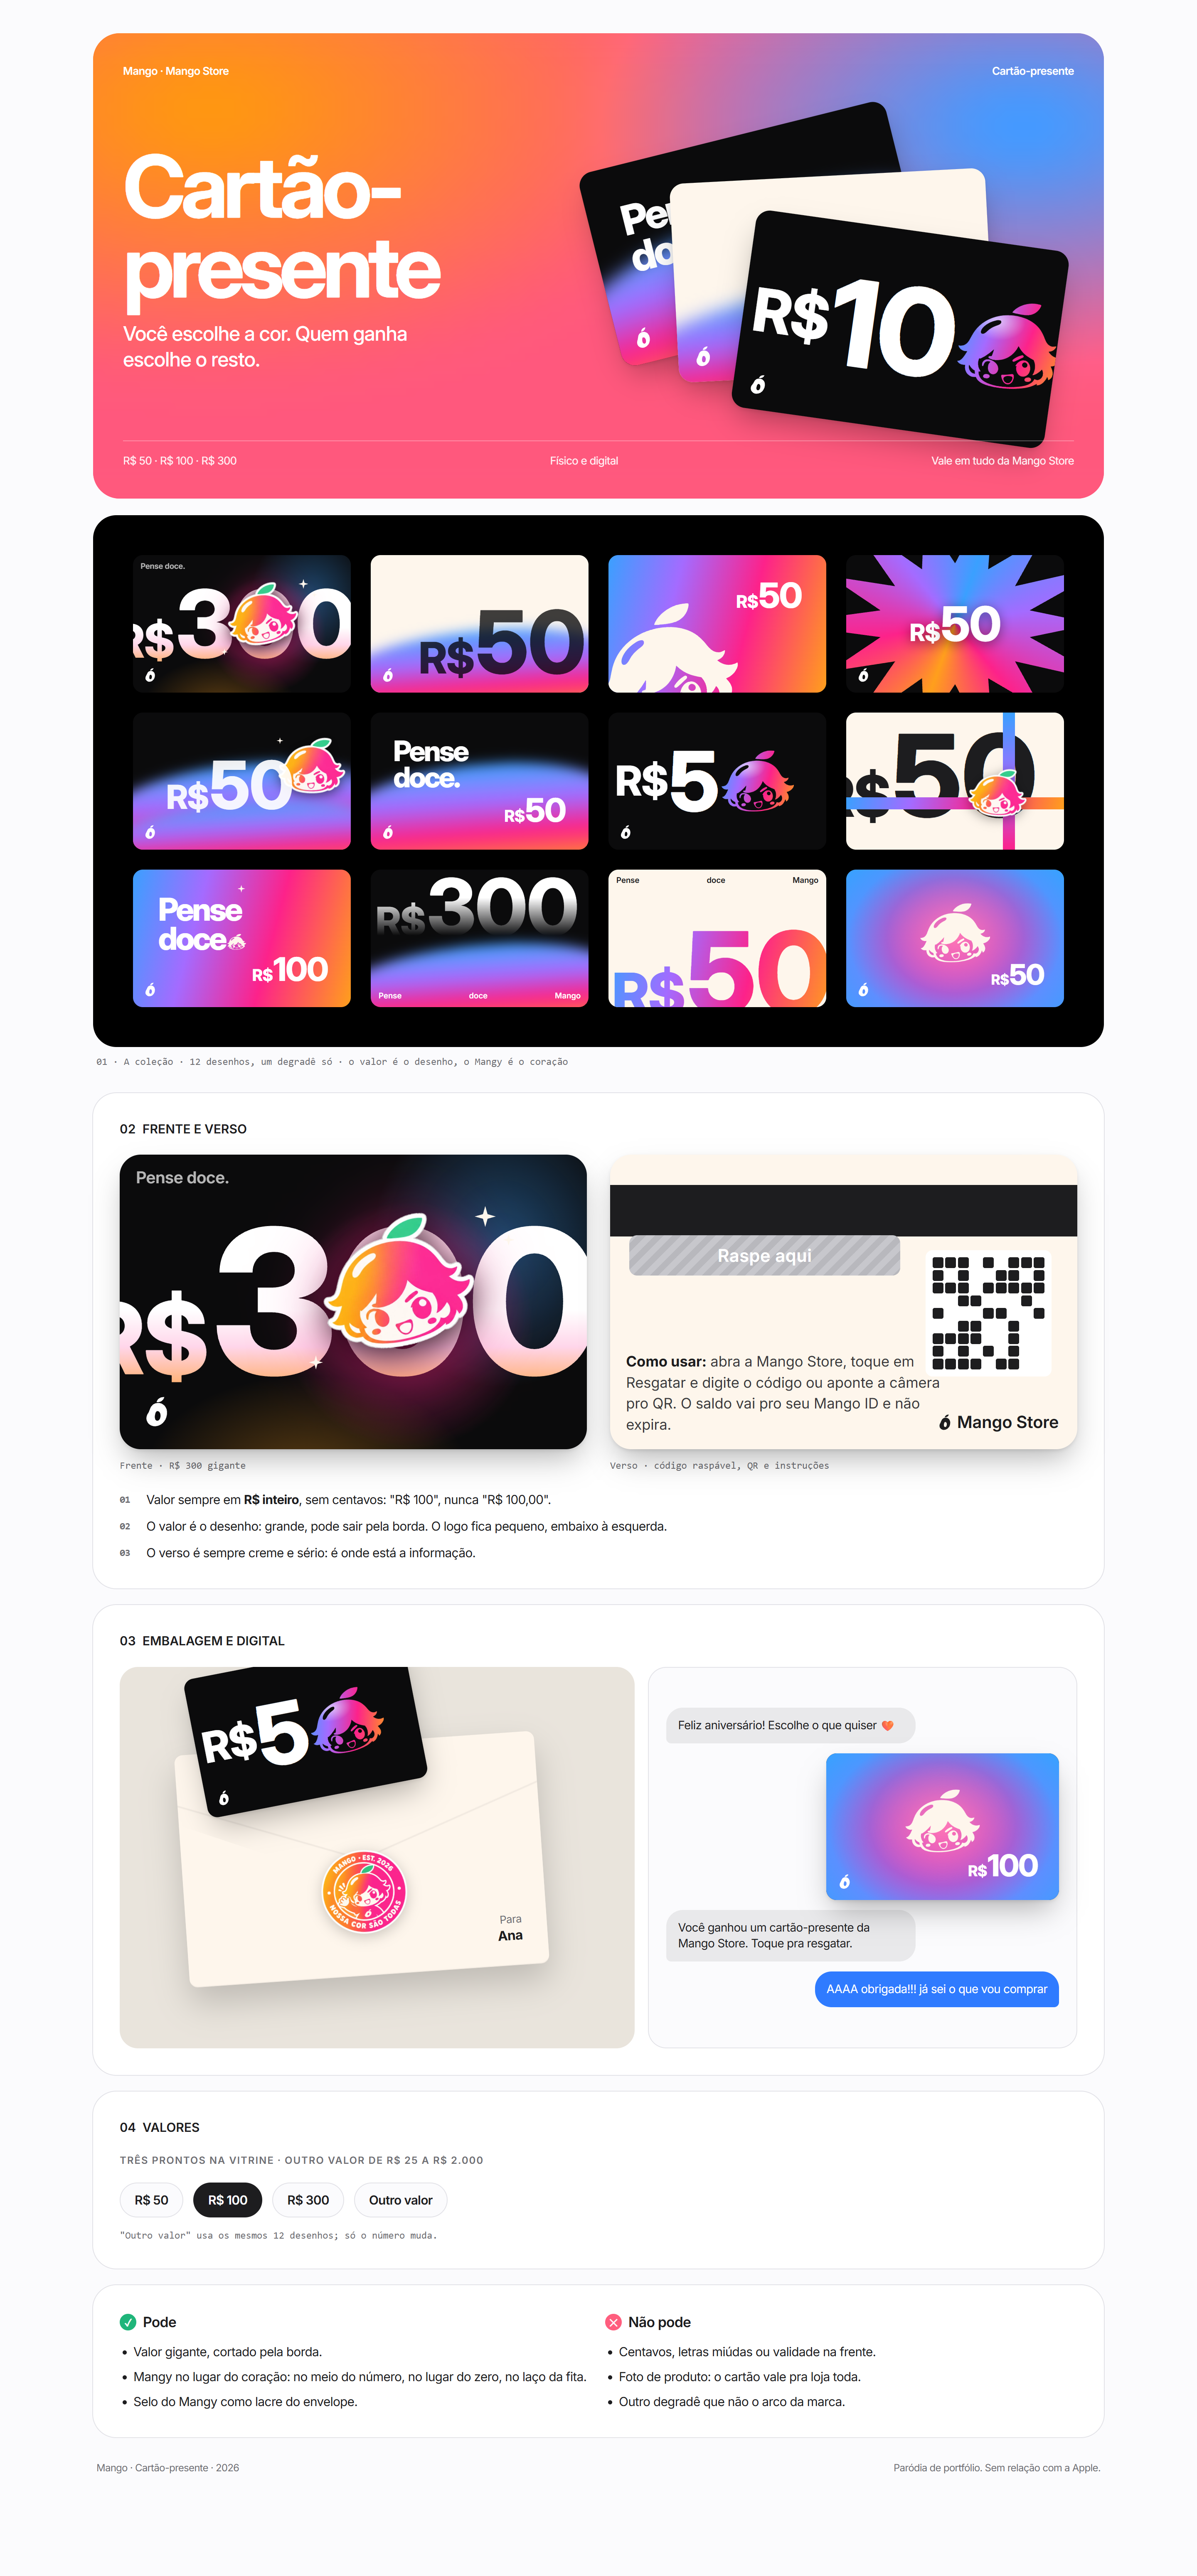 Mango · Mango Store
Cartão-presente
Cartão-
presente
Você escolhe a cor. Quem ganha
escolhe o resto.
Pe
do
R$10
R$ 50 · R$ 100 · R$ 300
Físico e digital
Vale em tudo da Mango Store
Pense doce.
R$300
R$50
R$50
R$50
R$50
Pense
doce.
R$50
R$5
R$50
Pense
doce
R$100
R$300
Pense doce Mango
Pense doce Mango
R$50
R$50
01 · A coleção · 12 desenhos, um degradê só · o valor é o desenho, o Mangy é o coração
02 FRENTE E VERSO
Pense doce.
R$300
Raspe aqui
Como usar: abra a Mango Store, toque em
Resgatar e digite o código ou aponte a câmera
pro QR. O saldo vai pro seu Mango ID e não
expira.
Mango Store
Frente · R$ 300 gigante
Verso · código raspável, QR e instruções
01 Valor sempre em R$ inteiro, sem centavos: "R$ 100", nunca "R$ 100,00".
02 O valor é o desenho: grande, pode sair pela borda. O logo fica pequeno, embaixo à esquerda.
03 O verso é sempre creme e sério: é onde está a informação.
03 EMBALAGEM E DIGITAL
R$5
MANGO · EST. 2026
NOSSA COR SÃO TODAS
Para
Ana
Feliz aniversário! Escolhe o que quiser 🧡
R$100
Você ganhou um cartão-presente da
Mango Store. Toque pra resgatar.
AAAA obrigada!!! já sei o que vou comprar
04 VALORES
TRÊS PRONTOS NA VITRINE · OUTRO VALOR DE R$ 25 A R$ 2.000
R$ 50
R$ 100
R$ 300
Outro valor
"Outro valor" usa os mesmos 12 desenhos; só o número muda.
Pode
• Valor gigante, cortado pela borda.
• Mangy no lugar do coração: no meio do número, no lugar do zero, no laço da fita.
• Selo do Mangy como lacre do envelope.
Não pode
• Centavos, letras miúdas ou validade na frente.
• Foto de produto: o cartão vale pra loja toda.
• Outro degradê que não o arco da marca.
Mango · Cartão-presente · 2026
Paródia de portfólio. Sem relação com a Apple.